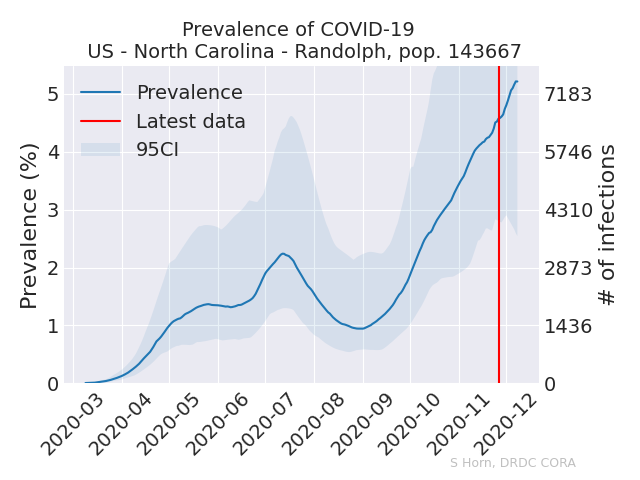 Prevalence of COVID-19
US - North Carolina - Randolph, pop. 143667
Prevalence
Latest data
95CI
Prevalence (%)
5
4
3
2
1
0
7183
5746
4310
2873
1436
0
# of infections
2020-03
2020-04
2020-05
2020-06
2020-07
2020-08
2020-09
2020-10
2020-11
2020-12
S Horn, DRDC CORA